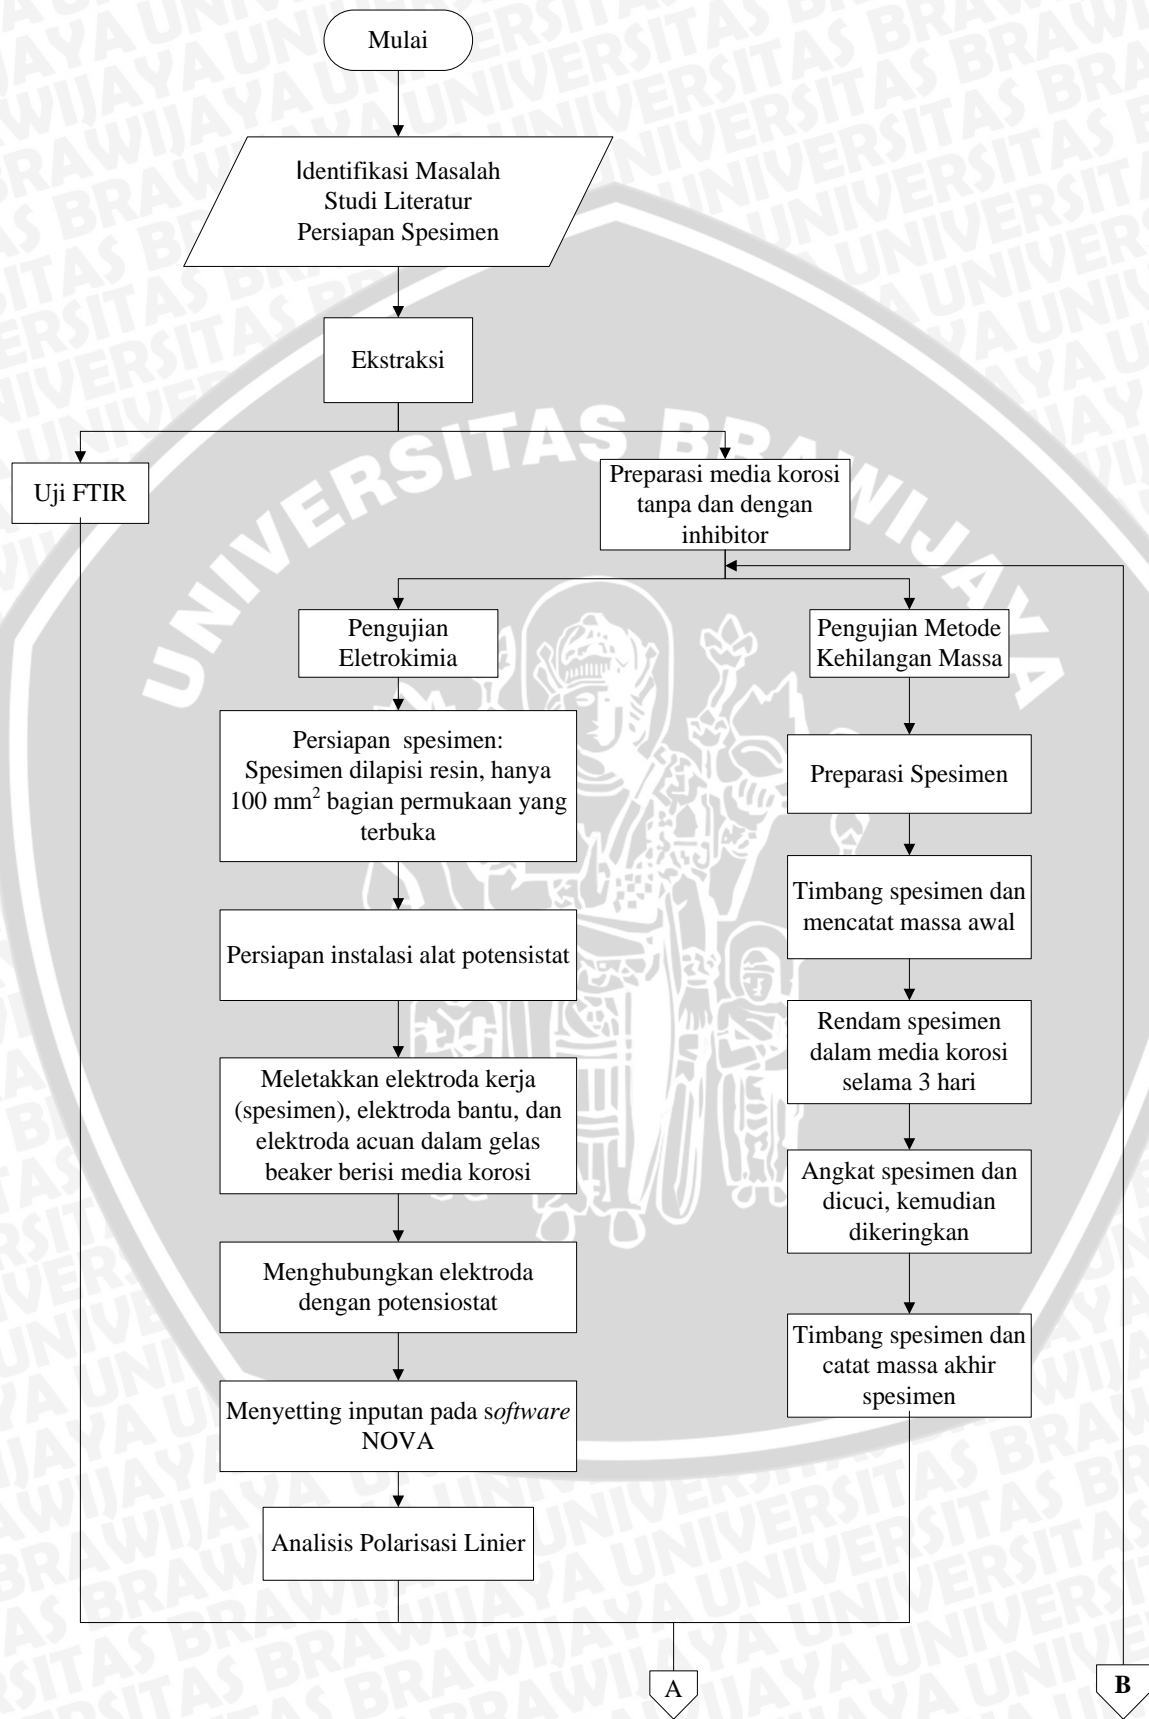 Mulai
Identifikasi Masalah
Studi Literatur
Persiapan Spesimen
Ekstraksi
Uji FTIR
Preparasi media korosi
tanpa dan dengan
inhibitor
Pengujian
Eletrokimia
Persiapan spesimen:
Spesimen dilapisi resin, hanya
100 mm² bagian permukaan yang
terbuka
Persiapan instalasi alat potensistat
Meletakkan elektroda kerja
(spesimen), elektroda bantu, dan
elektroda acuan dalam gelas
beaker berisi media korosi
Menghubungkan elektroda
dengan potensiostat
Menyetting inputan pada software
NOVA
Analisis Polarisasi Linier
Pengujian Metode
Kehilangan Massa
Preparasi Spesimen
Timbang spesimen dan
mencatat massa awal
Rendam spesimen
dalam media korosi
selama 3 hari
Angkat spesimen dan
dicuci, kemudian
dikeringkan
Timbang spesimen dan
catat massa akhir
spesimen
A
B
UNIVERSITAS BRAWIJAYA